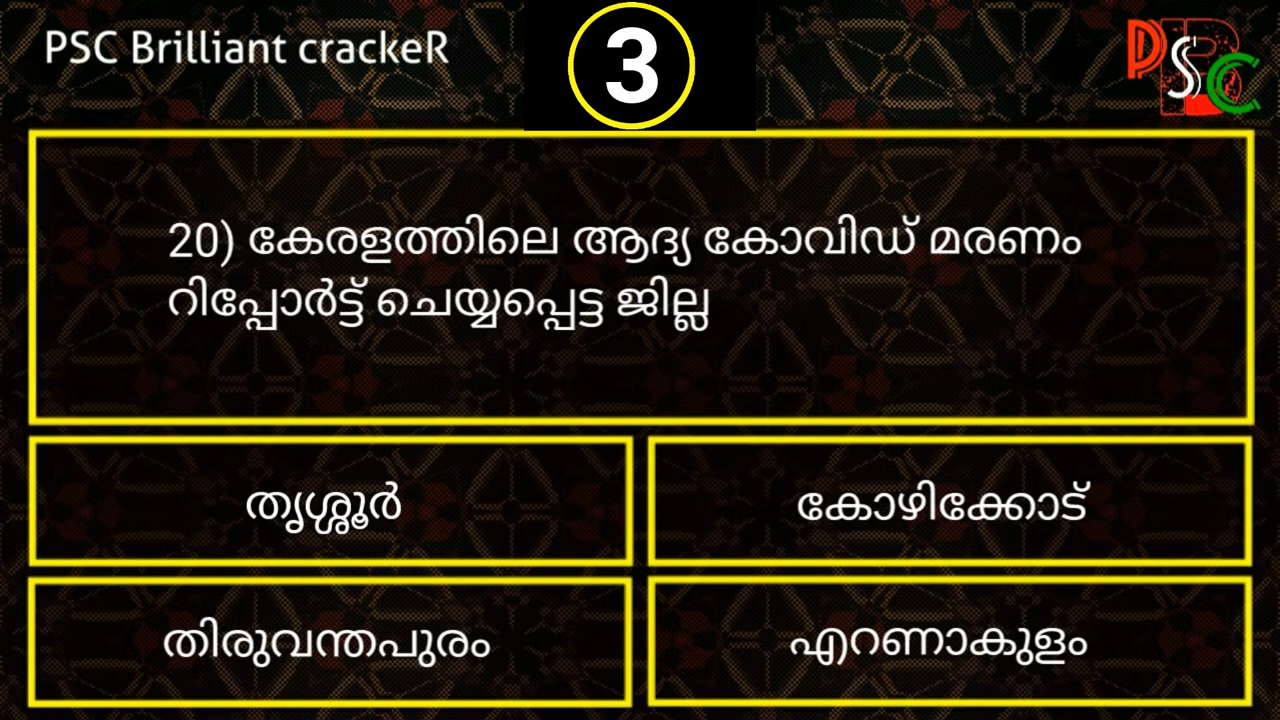 PSC Brilliant crackeR
3
PSC
B
20) കേരളത്തിലെ ആദ്യ കോവിഡ് മരണം
റിപ്പോർട്ട് ചെയ്യപ്പെട്ട ജില്ല
തൃശ്ശൂർ
കോഴിക്കോട്
തിരുവന്തപുരം
എറണാകുളം